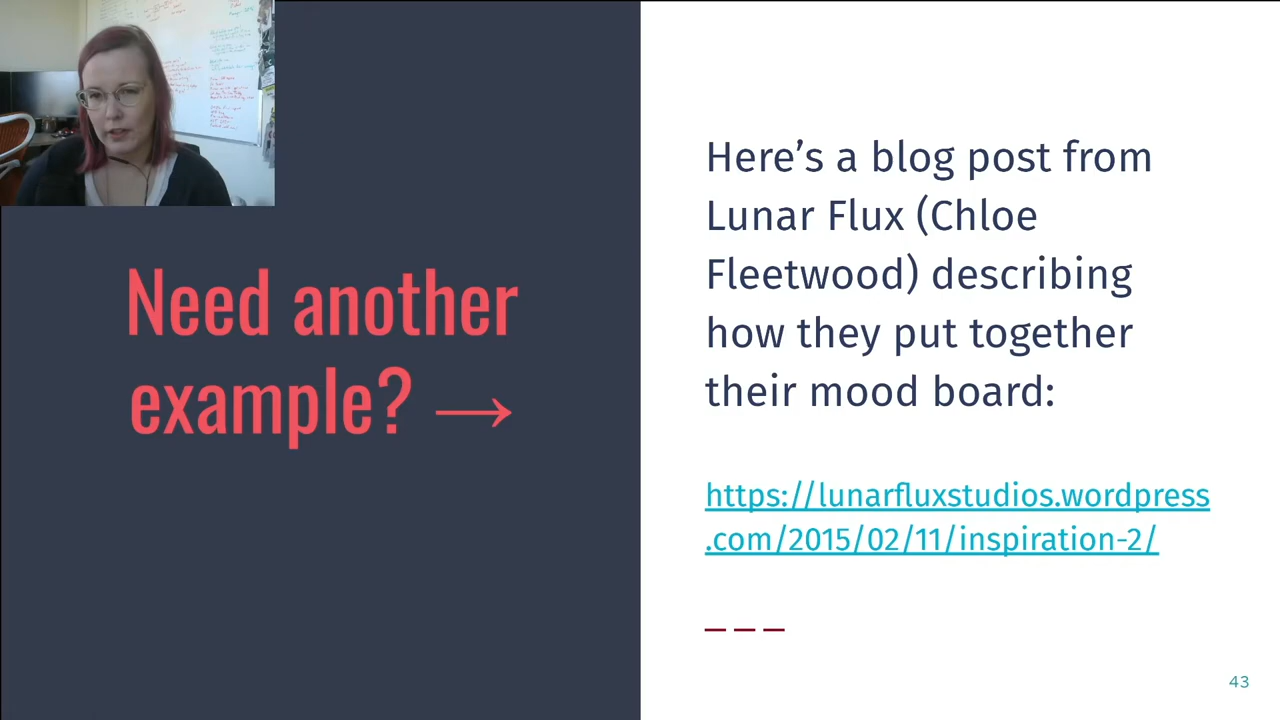 Need another
example? →
Here’s a blog post from
Lunar Flux (Chloe
Fleetwood) describing
how they put together
their mood board:
https://lunarfluxstudios.wordpress
.com/2015/02/11/inspiration-2/
43